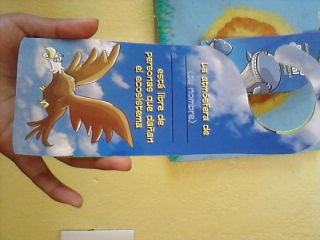 La atmósfera de
(tu nombre)
está libre de
personas que dañan
el ecosistema